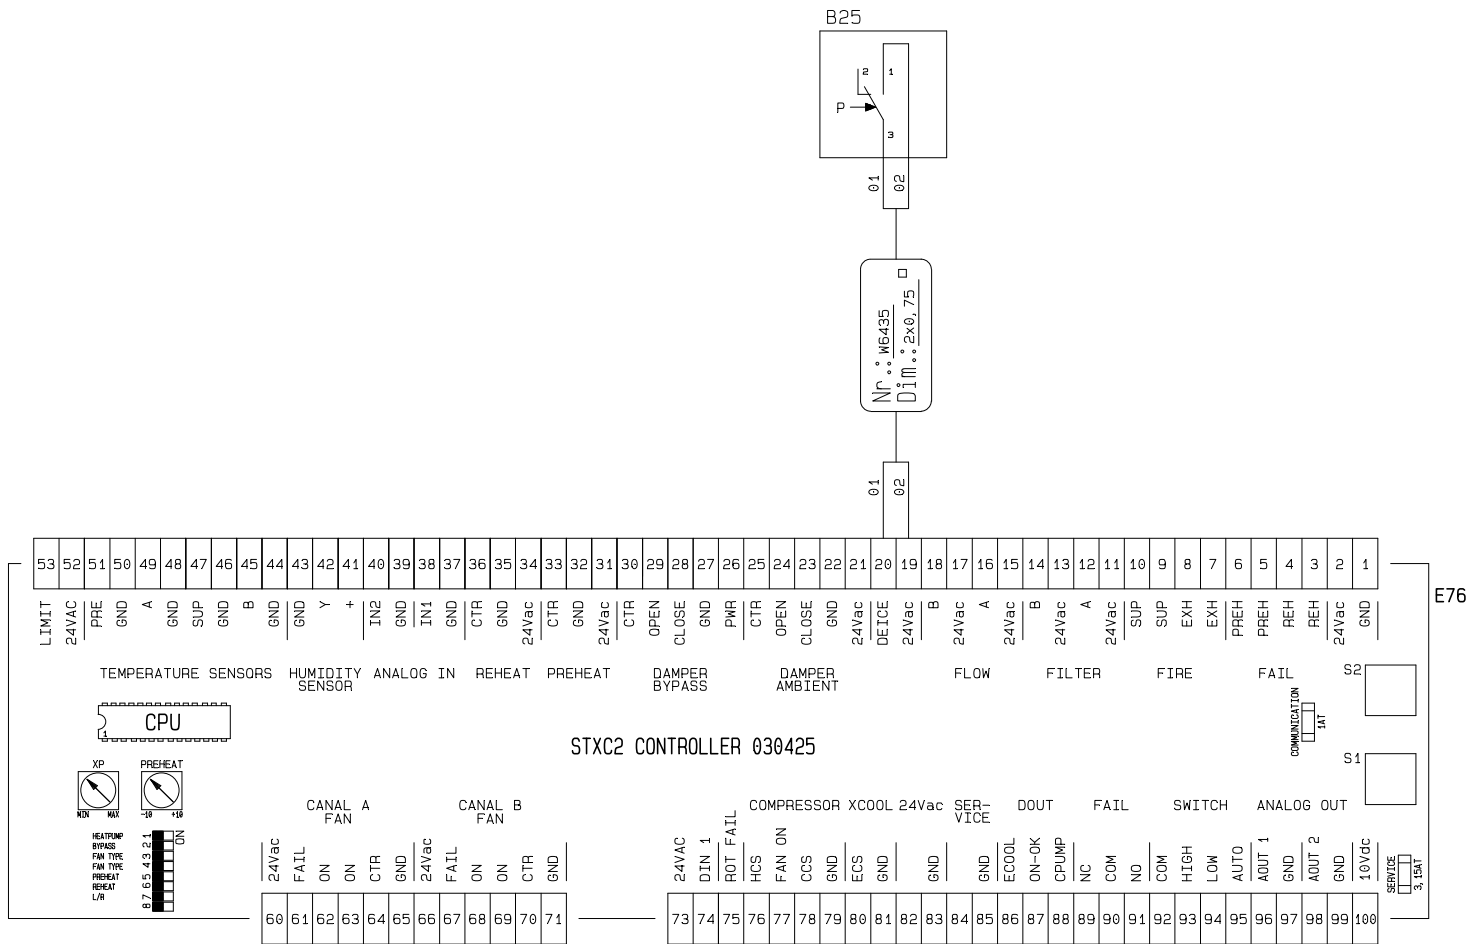 B25
2 1
P
3
01 02
Nr.: W6435
Dim.: 2x0,75
01 02
53 52 51 50 49 48 47 46 45 44 43 42 41 40 39 38 37 36 35 34 33 32 31 30 29 28 27 26 25 24 23 22 21 20 19 18 17 16 15 14 13 12 11 10 9 8 7 6 5 4 3 2 1
E76
LIMIT 24VAC PRE GND A GND SUP GND B GND GND Y + IN2 GND IN1 GND CTR GND 24Vac CTR GND 24Vac CTR OPEN CLOSE GND PWR CTR OPEN CLOSE GND 24Vac DEICE 24Vac B 24Vac A 24Vac B 24Vac A 24Vac SUP SUP EXH EXH PREH PREH REH REH 24Vac GND
TEMPERATURE SENSORS
HUMIDITY
SENSOR
ANALOG IN
REHEAT
PREHEAT
DAMPER
BYPASS
DAMPER
AMBIENT
FLOW
FILTER
FIRE
FAIL
S2
CPU
1
COMMUNICATION
1AT
STXC2 CONTROLLER 030425
S1
XP
MIN MAX
PREHEAT
-10 +10
HEATPUMP 1
BYPASS 2
FAN TYPE 3
FAN TYPE 4
PREHEAT 5
REHEAT 6
L/R 7
8
ON
CANAL A
FAN
CANAL B
FAN
COMPRESSOR
XCOOL
24Vac
SER-
VICE
DOUT
FAIL
SWITCH
ANALOG OUT
24Vac FAIL ON ON CTR GND 24Vac FAIL ON ON CTR GND
24VAC DIN 1 ROT FAIL HCS FAN ON CCS GND ECS GND GND GND ECOOL ON-OK CPUMP NC COM NO COM HIGH LOW AUTO AOUT 1 GND AOUT 2 GND 10Vdc
SERVICE
3,15AT
60 61 62 63 64 65 66 67 68 69 70 71
73 74 75 76 77 78 79 80 81 82 83 84 85 86 87 88 89 90 91 92 93 94 95 96 97 98 99 100